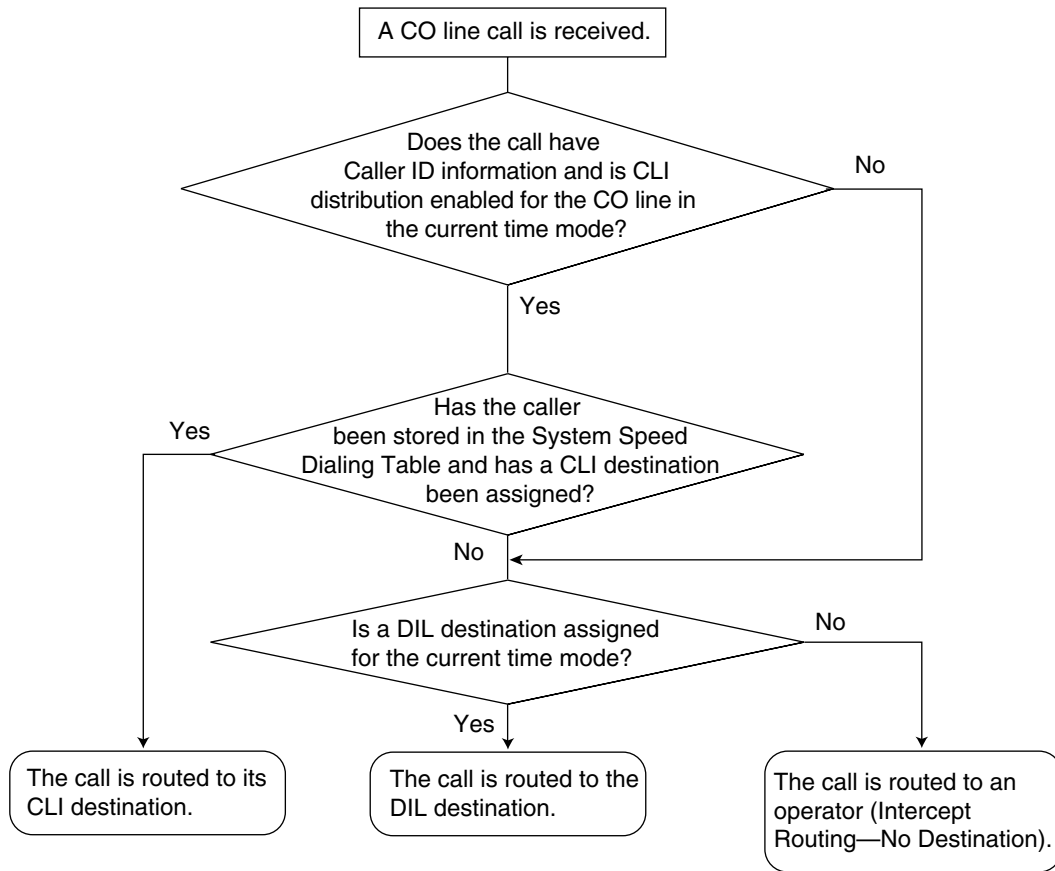 A CO line call is received.
Does the call have
Caller ID information and is CLI
distribution enabled for the CO line in
the current time mode?
No
Yes
Has the caller
been stored in the System Speed
Dialing Table and has a CLI destination
been assigned?
Yes
No
Is a DIL destination assigned
for the current time mode?
No
Yes
The call is routed to its
CLI destination.
The call is routed to the
DIL destination.
The call is routed to an
operator (Intercept
Routing—No Destination).